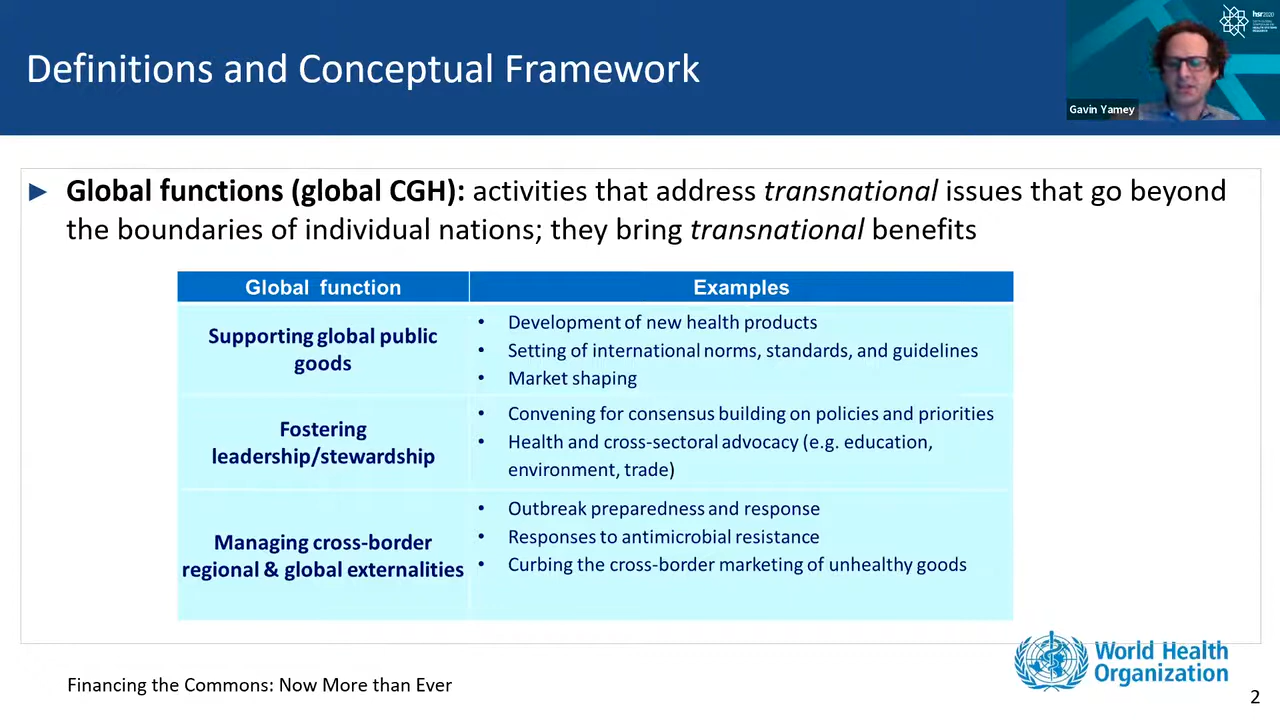 Definitions and Conceptual Framework
hsr2020
Gavin Yamey
► Global functions (global CGH): activities that address transnational issues that go beyond
the boundaries of individual nations; they bring transnational benefits
Global function
Examples
Supporting global public
goods
• Development of new health products
• Setting of international norms, standards, and guidelines
• Market shaping
Fostering
leadership/stewardship
• Convening for consensus building on policies and priorities
• Health and cross-sectoral advocacy (e.g. education,
environment, trade)
Managing cross-border
regional & global externalities
• Outbreak preparedness and response
• Responses to antimicrobial resistance
• Curbing the cross-border marketing of unhealthy goods
World Health
Organization
Financing the Commons: Now More than Ever
2